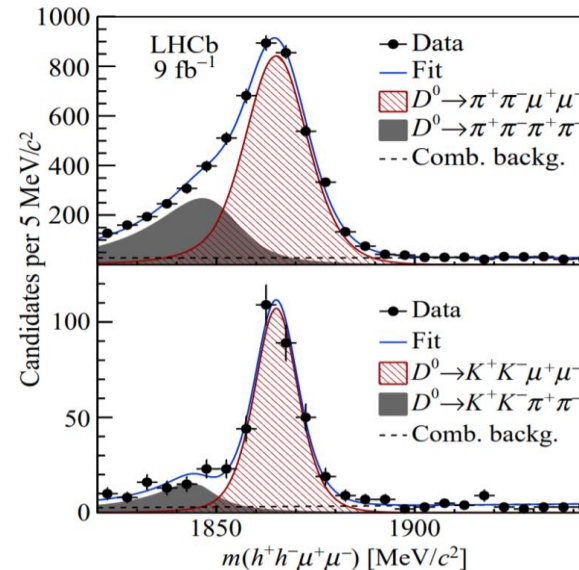 1000
800
600
400
200
LHCb
9 fb⁻¹
Data
Fit
D⁰→π⁺π⁻μ⁺μ⁻
D⁰→π⁺π⁻π⁺π⁻
Comb. backg.
Candidates per 5 MeV/c²
100
50
0
Data
Fit
D⁰→K⁺K⁻μ⁺μ⁻
D⁰→K⁺K⁻π⁺π⁻
Comb. backg.
1850 1900
m(h⁺h⁻μ⁺μ⁻) [MeV/c²]